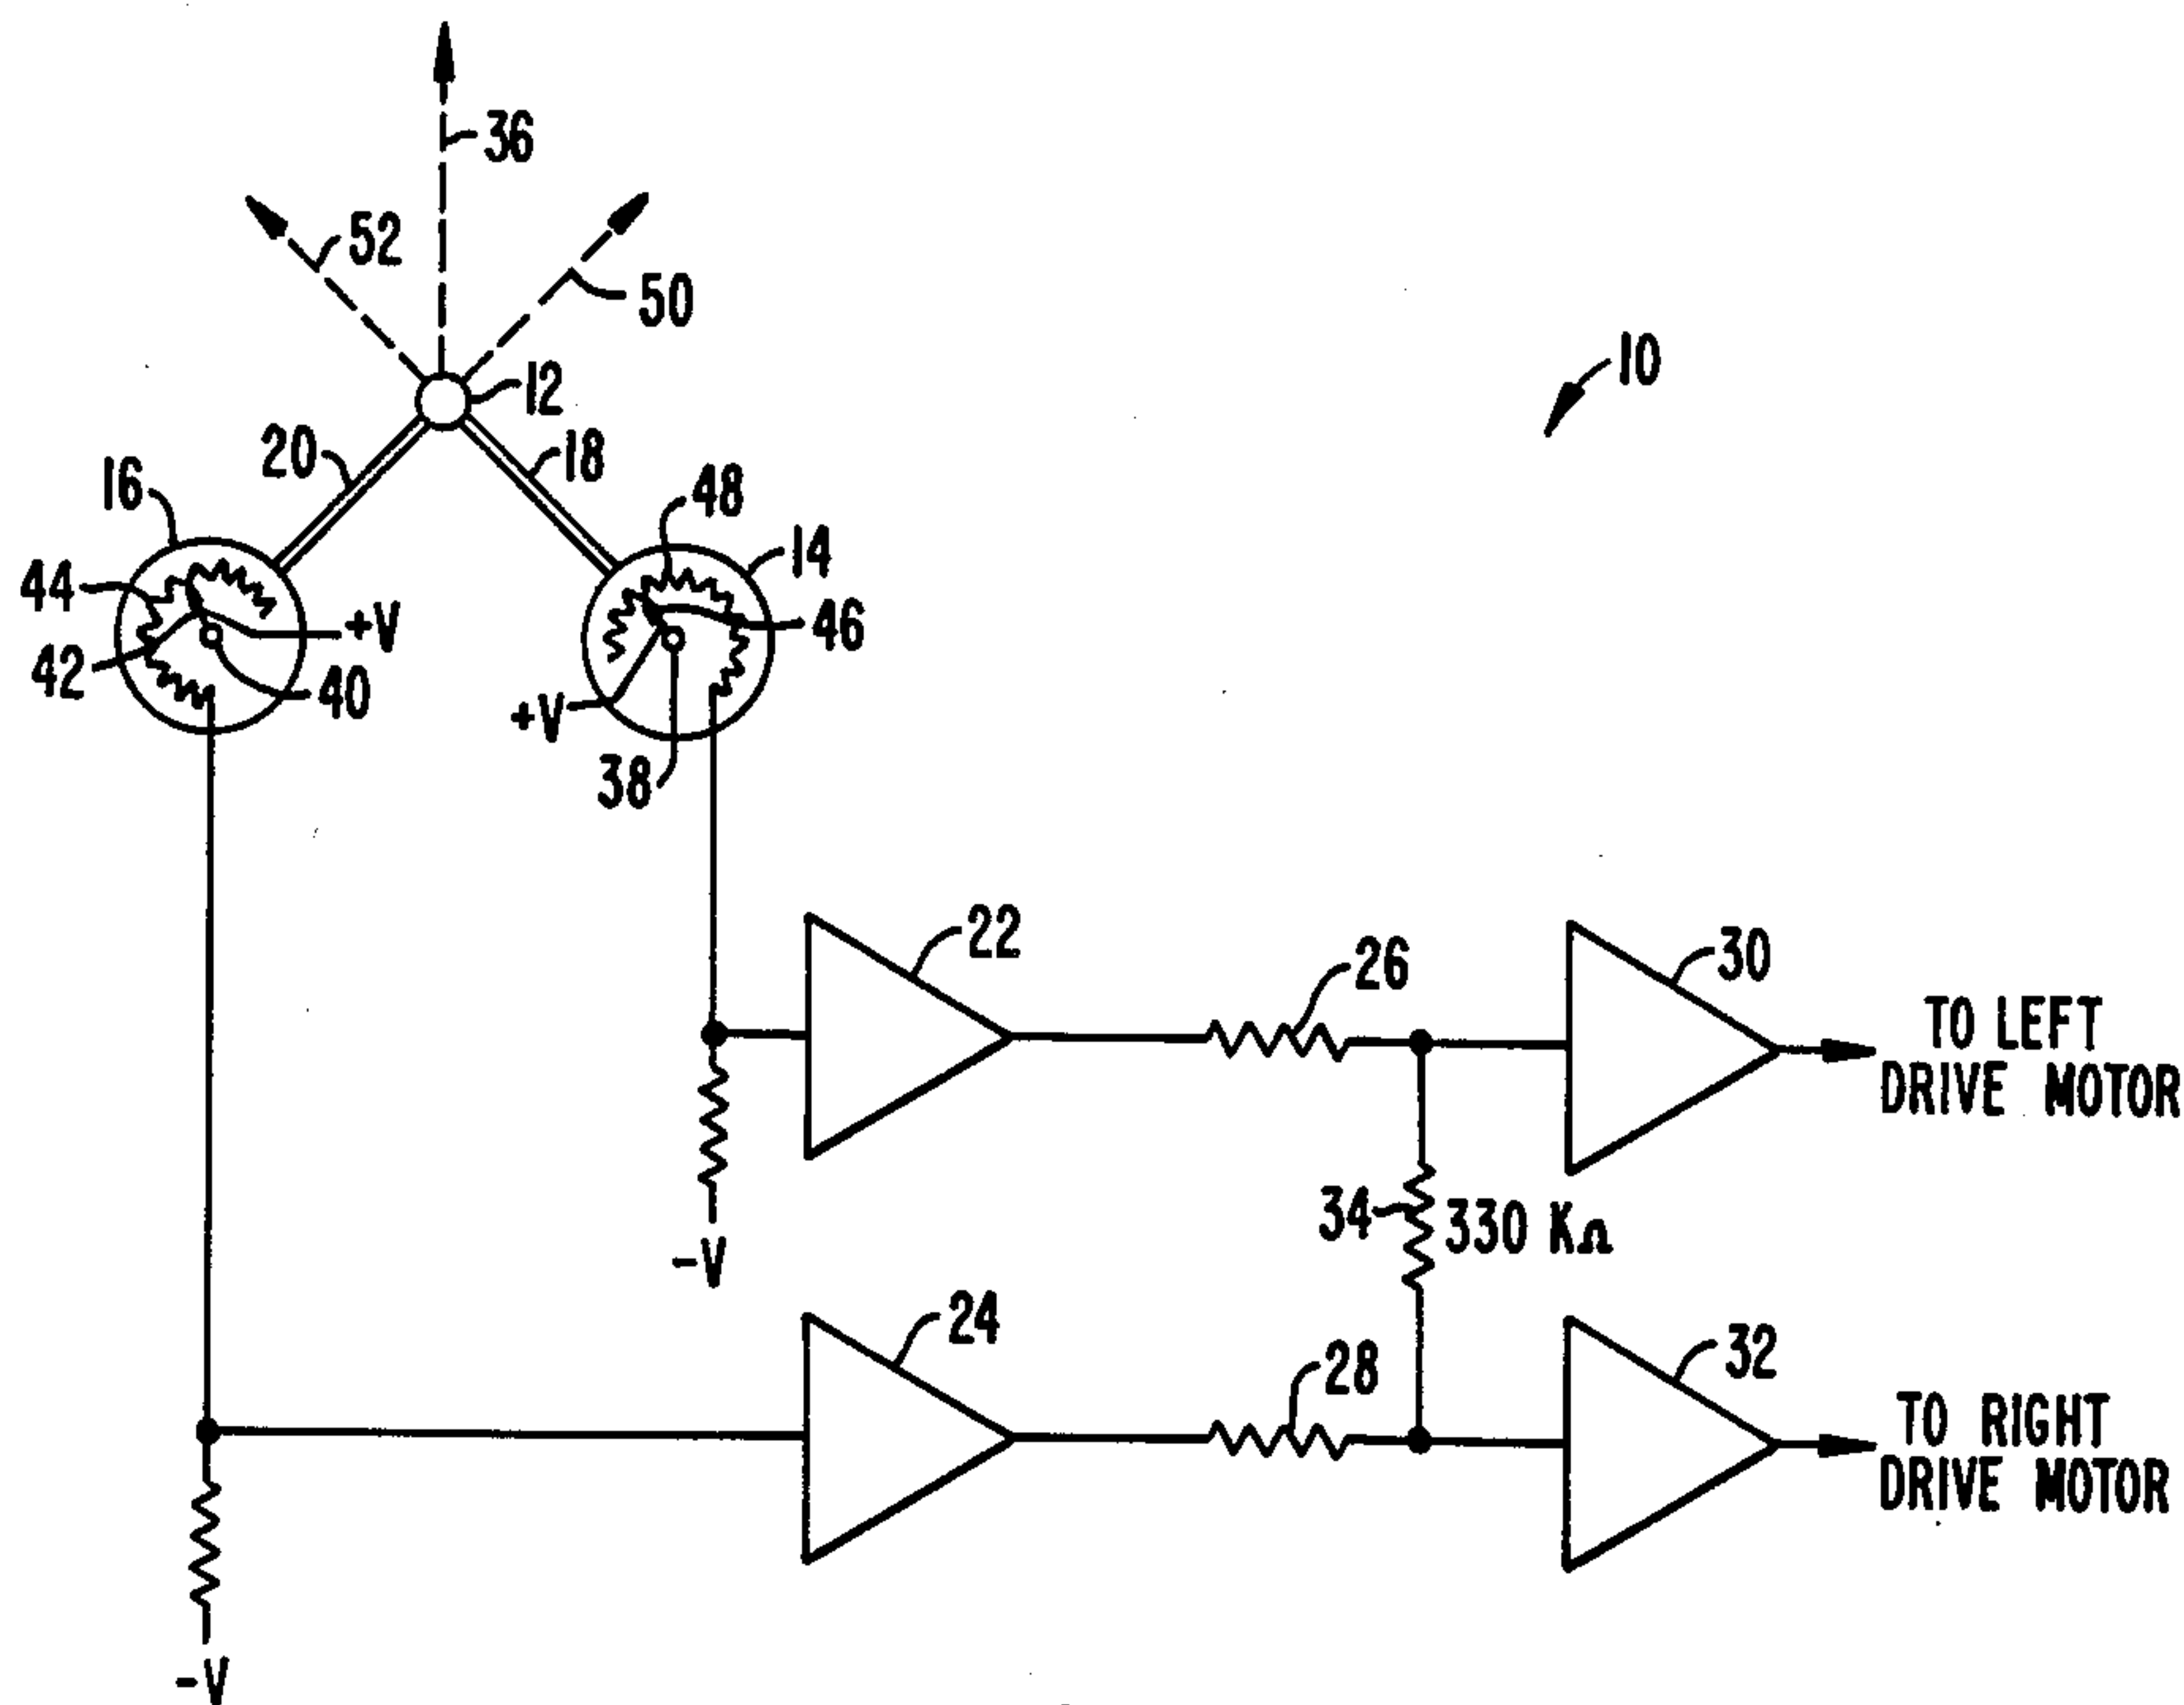 36
52
50
10
12
20
18
16
48
14
44
+V
46
42
40
+V
38
22
26
30
TO LEFT
DRIVE MOTOR
34
330 KΩ
-V
24
28
32
TO RIGHT
DRIVE MOTOR
-V